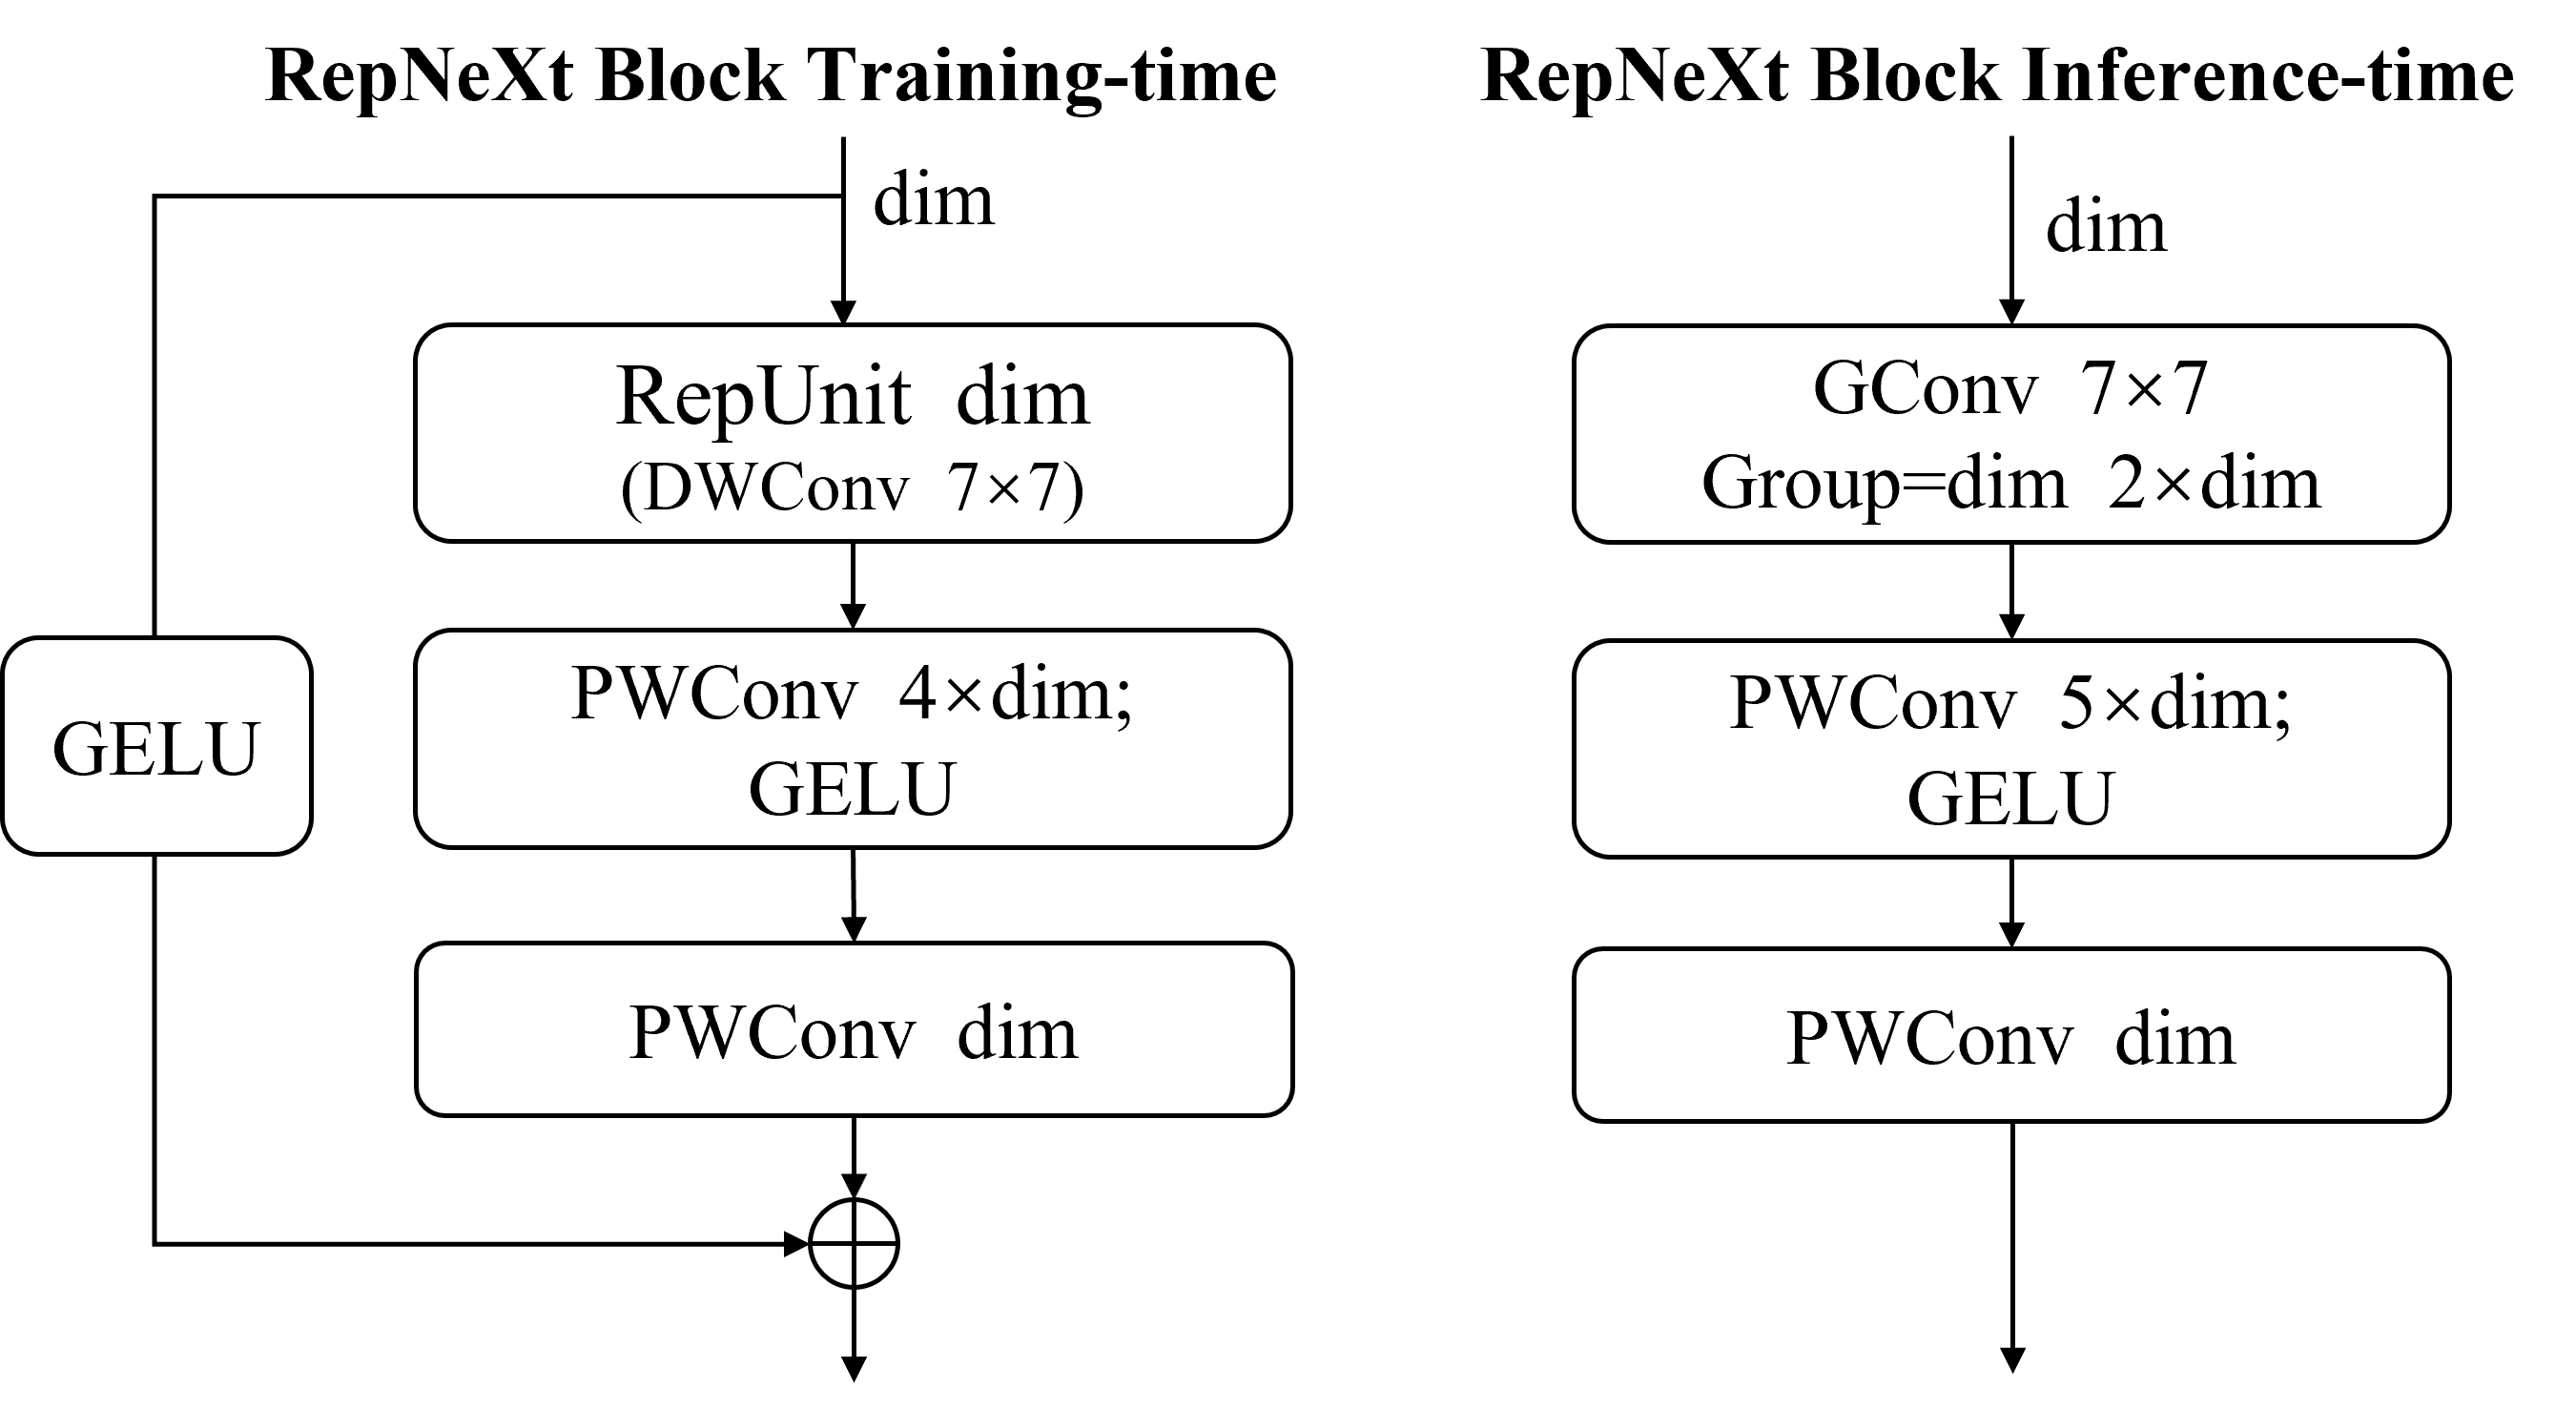 RepNeXt Block Training-time
dim
RepUnit dim
(DWConv 7×7)
PWConv 4×dim;
GELU
GELU
PWConv dim
RepNeXt Block Inference-time
dim
GConv 7×7
Group=dim 2×dim
PWConv 5×dim;
GELU
PWConv dim